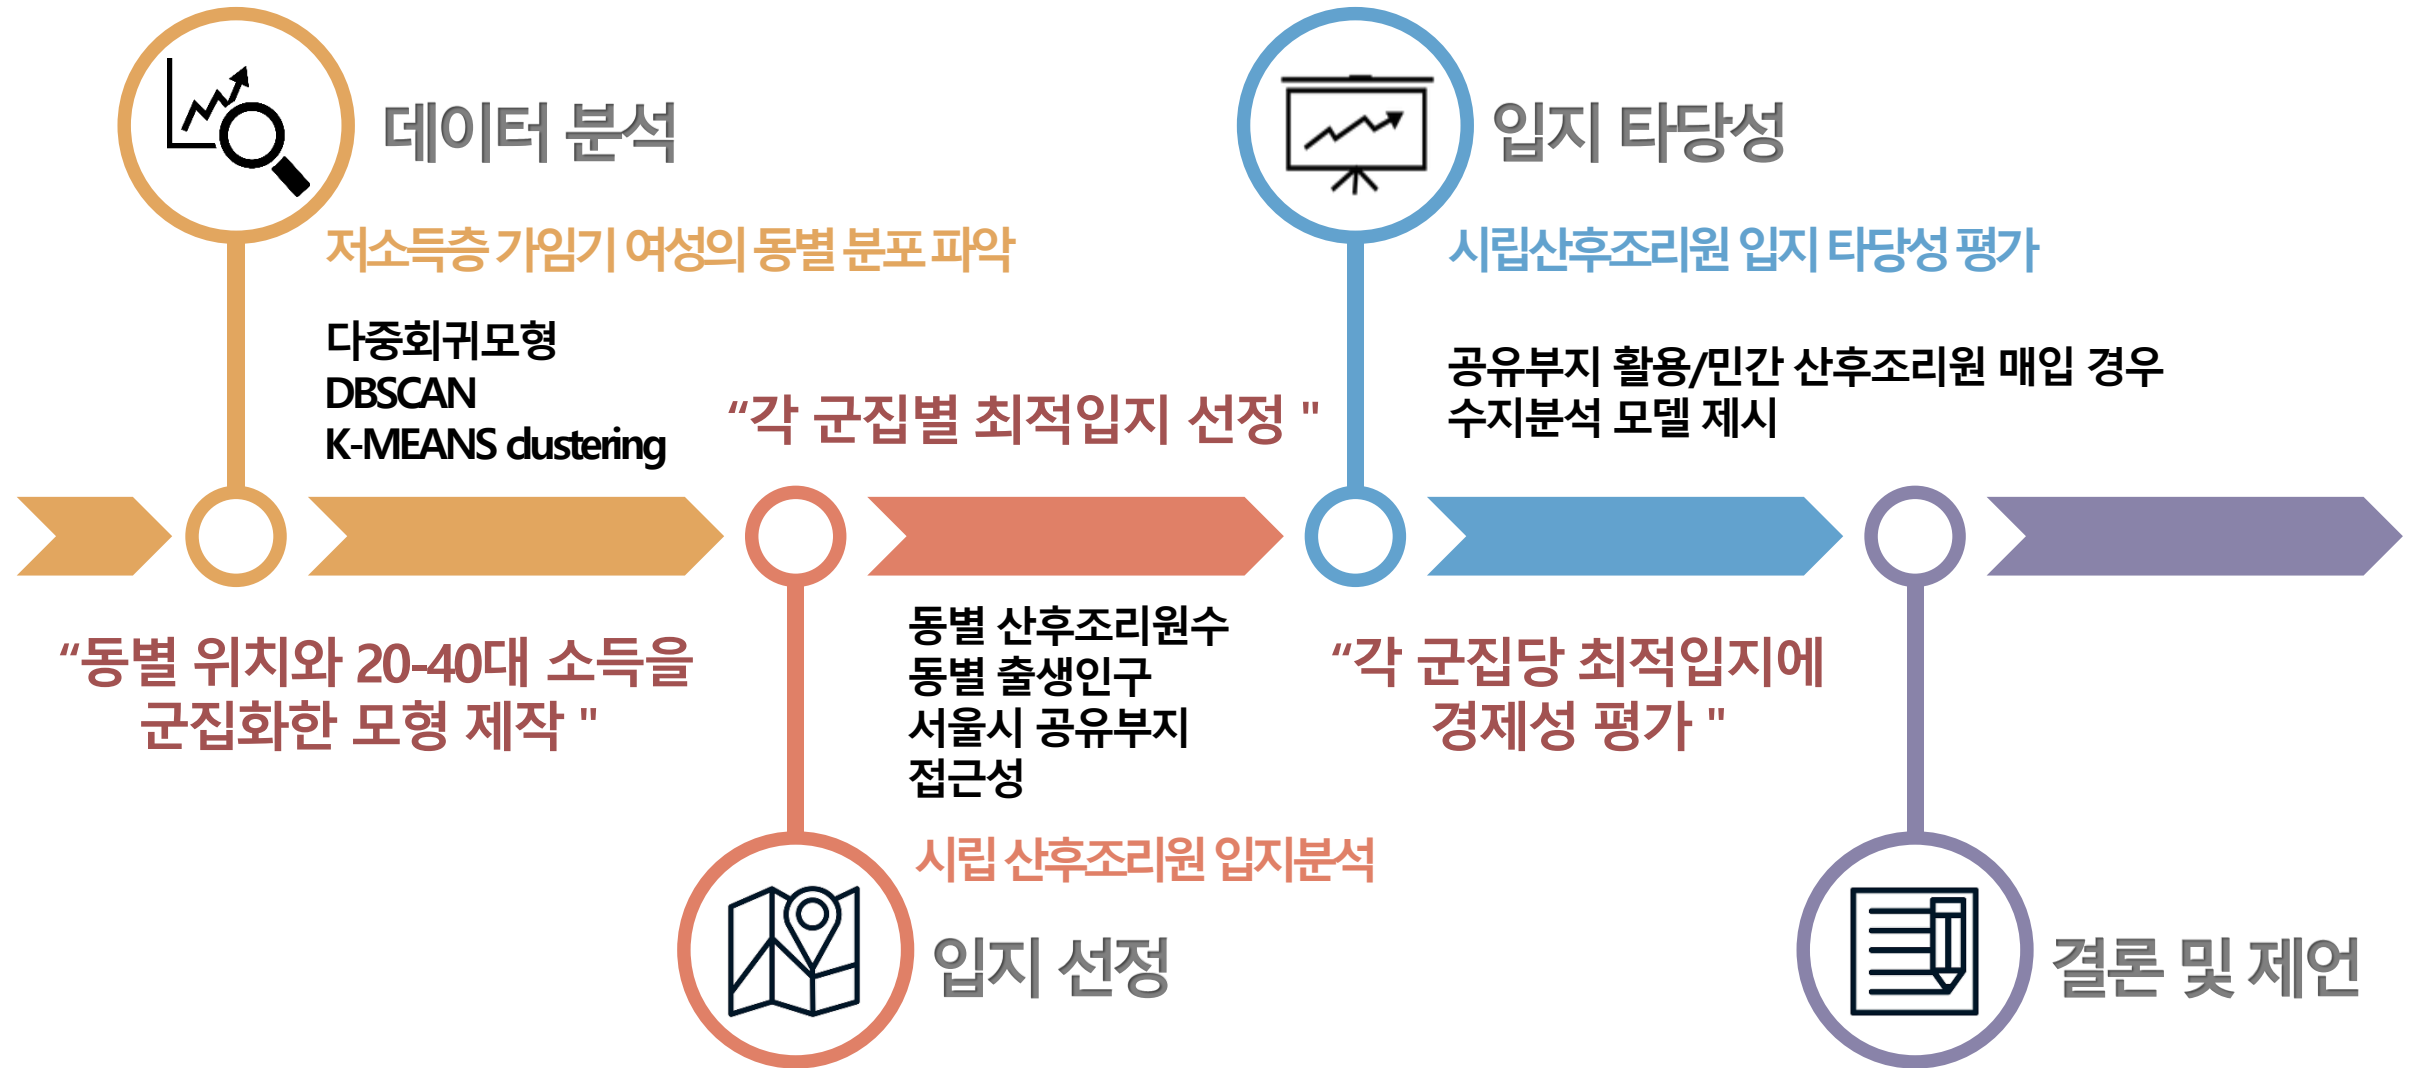 데이터 분석
저소득층 가임기 여성의 동별 분포 파악
다중회귀모형
DBSCAN
K-MEANS clustering
“동별 위치와 20-40대 소득을
군집화한 모형 제작 "
“각 군집별 최적입지 선정 "
동별 산후조리원수
동별 출생인구
서울시 공유부지
접근성
시립 산후조리원 입지분석
입지 선정
입지 타당성
시립산후조리원 입지 타당성 평가
공유부지 활용/민간 산후조리원 매입 경우
수지분석 모델 제시
“각 군집당 최적입지에
경제성 평가 "
결론 및 제언